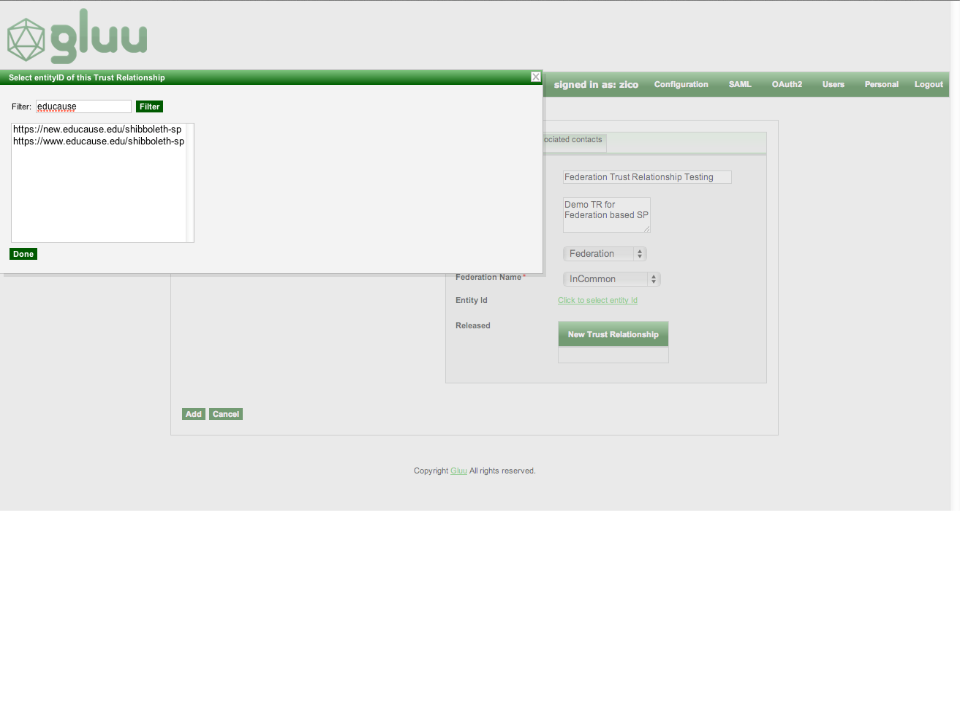 gluu
Select entityID of this Trust Relationship
signed in as: zico Configuration SAML OAuth2 Users Personal Logout
Filter: educause Filter
https://new.educause.edu/shibboleth-sp
https://www.educause.edu/shibboleth-sp
Done
ociated contacts
Federation Trust Relationship Testing
Demo TR for
Federation based SP
Federation
Federation Name* InCommon
Entity Id Click to select entity id
Released New Trust Relationship
Add Cancel
Copyright Gluu All rights reserved.